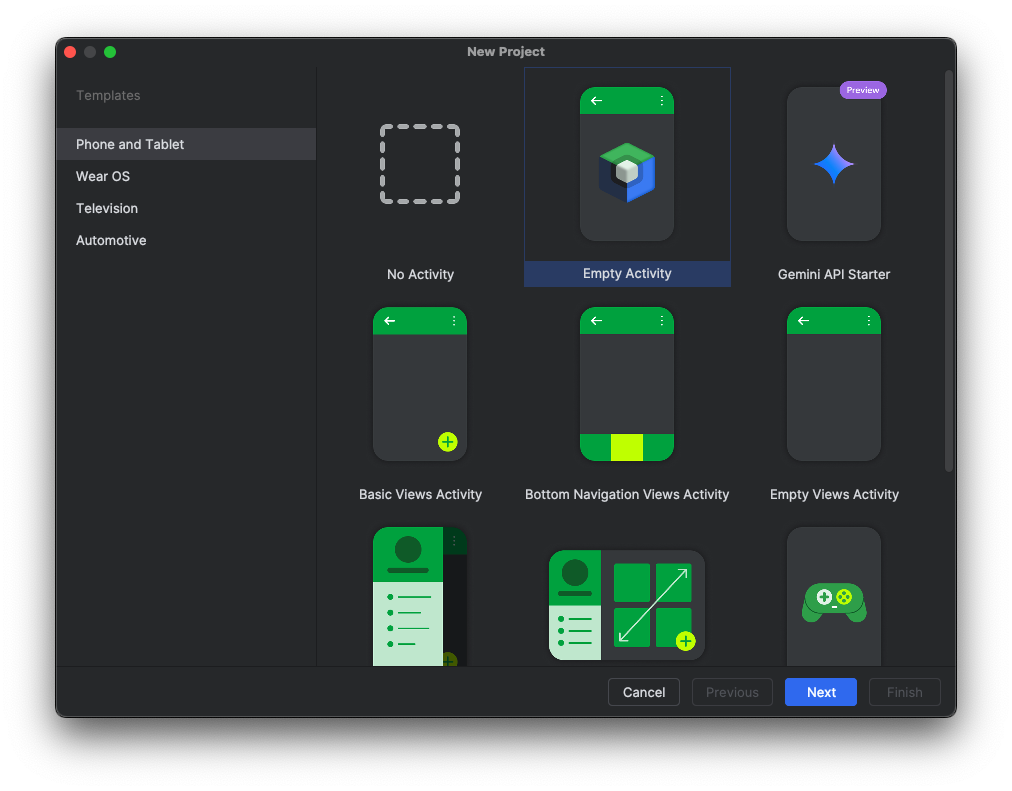 New Project
Templates
Phone and Tablet
Wear OS
Television
Automotive
No Activity
Empty Activity
Preview
Gemini API Starter
Basic Views Activity
Bottom Navigation Views Activity
Empty Views Activity
Cancel
Previous
Next
Finish